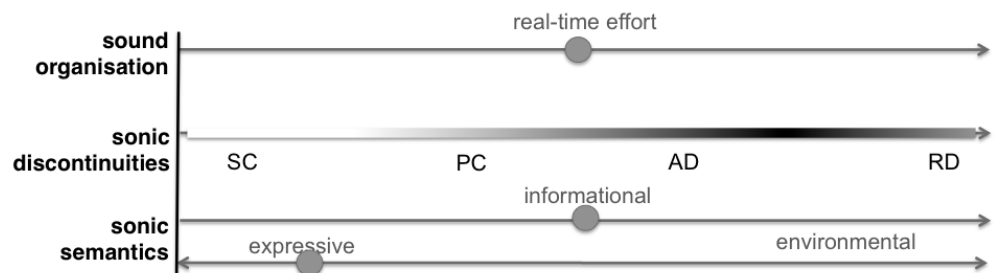 real-time effort
sound
organisation
sonic
discontinuities
SC PC AD RD
informational
sonic
semantics
expressive
environmental